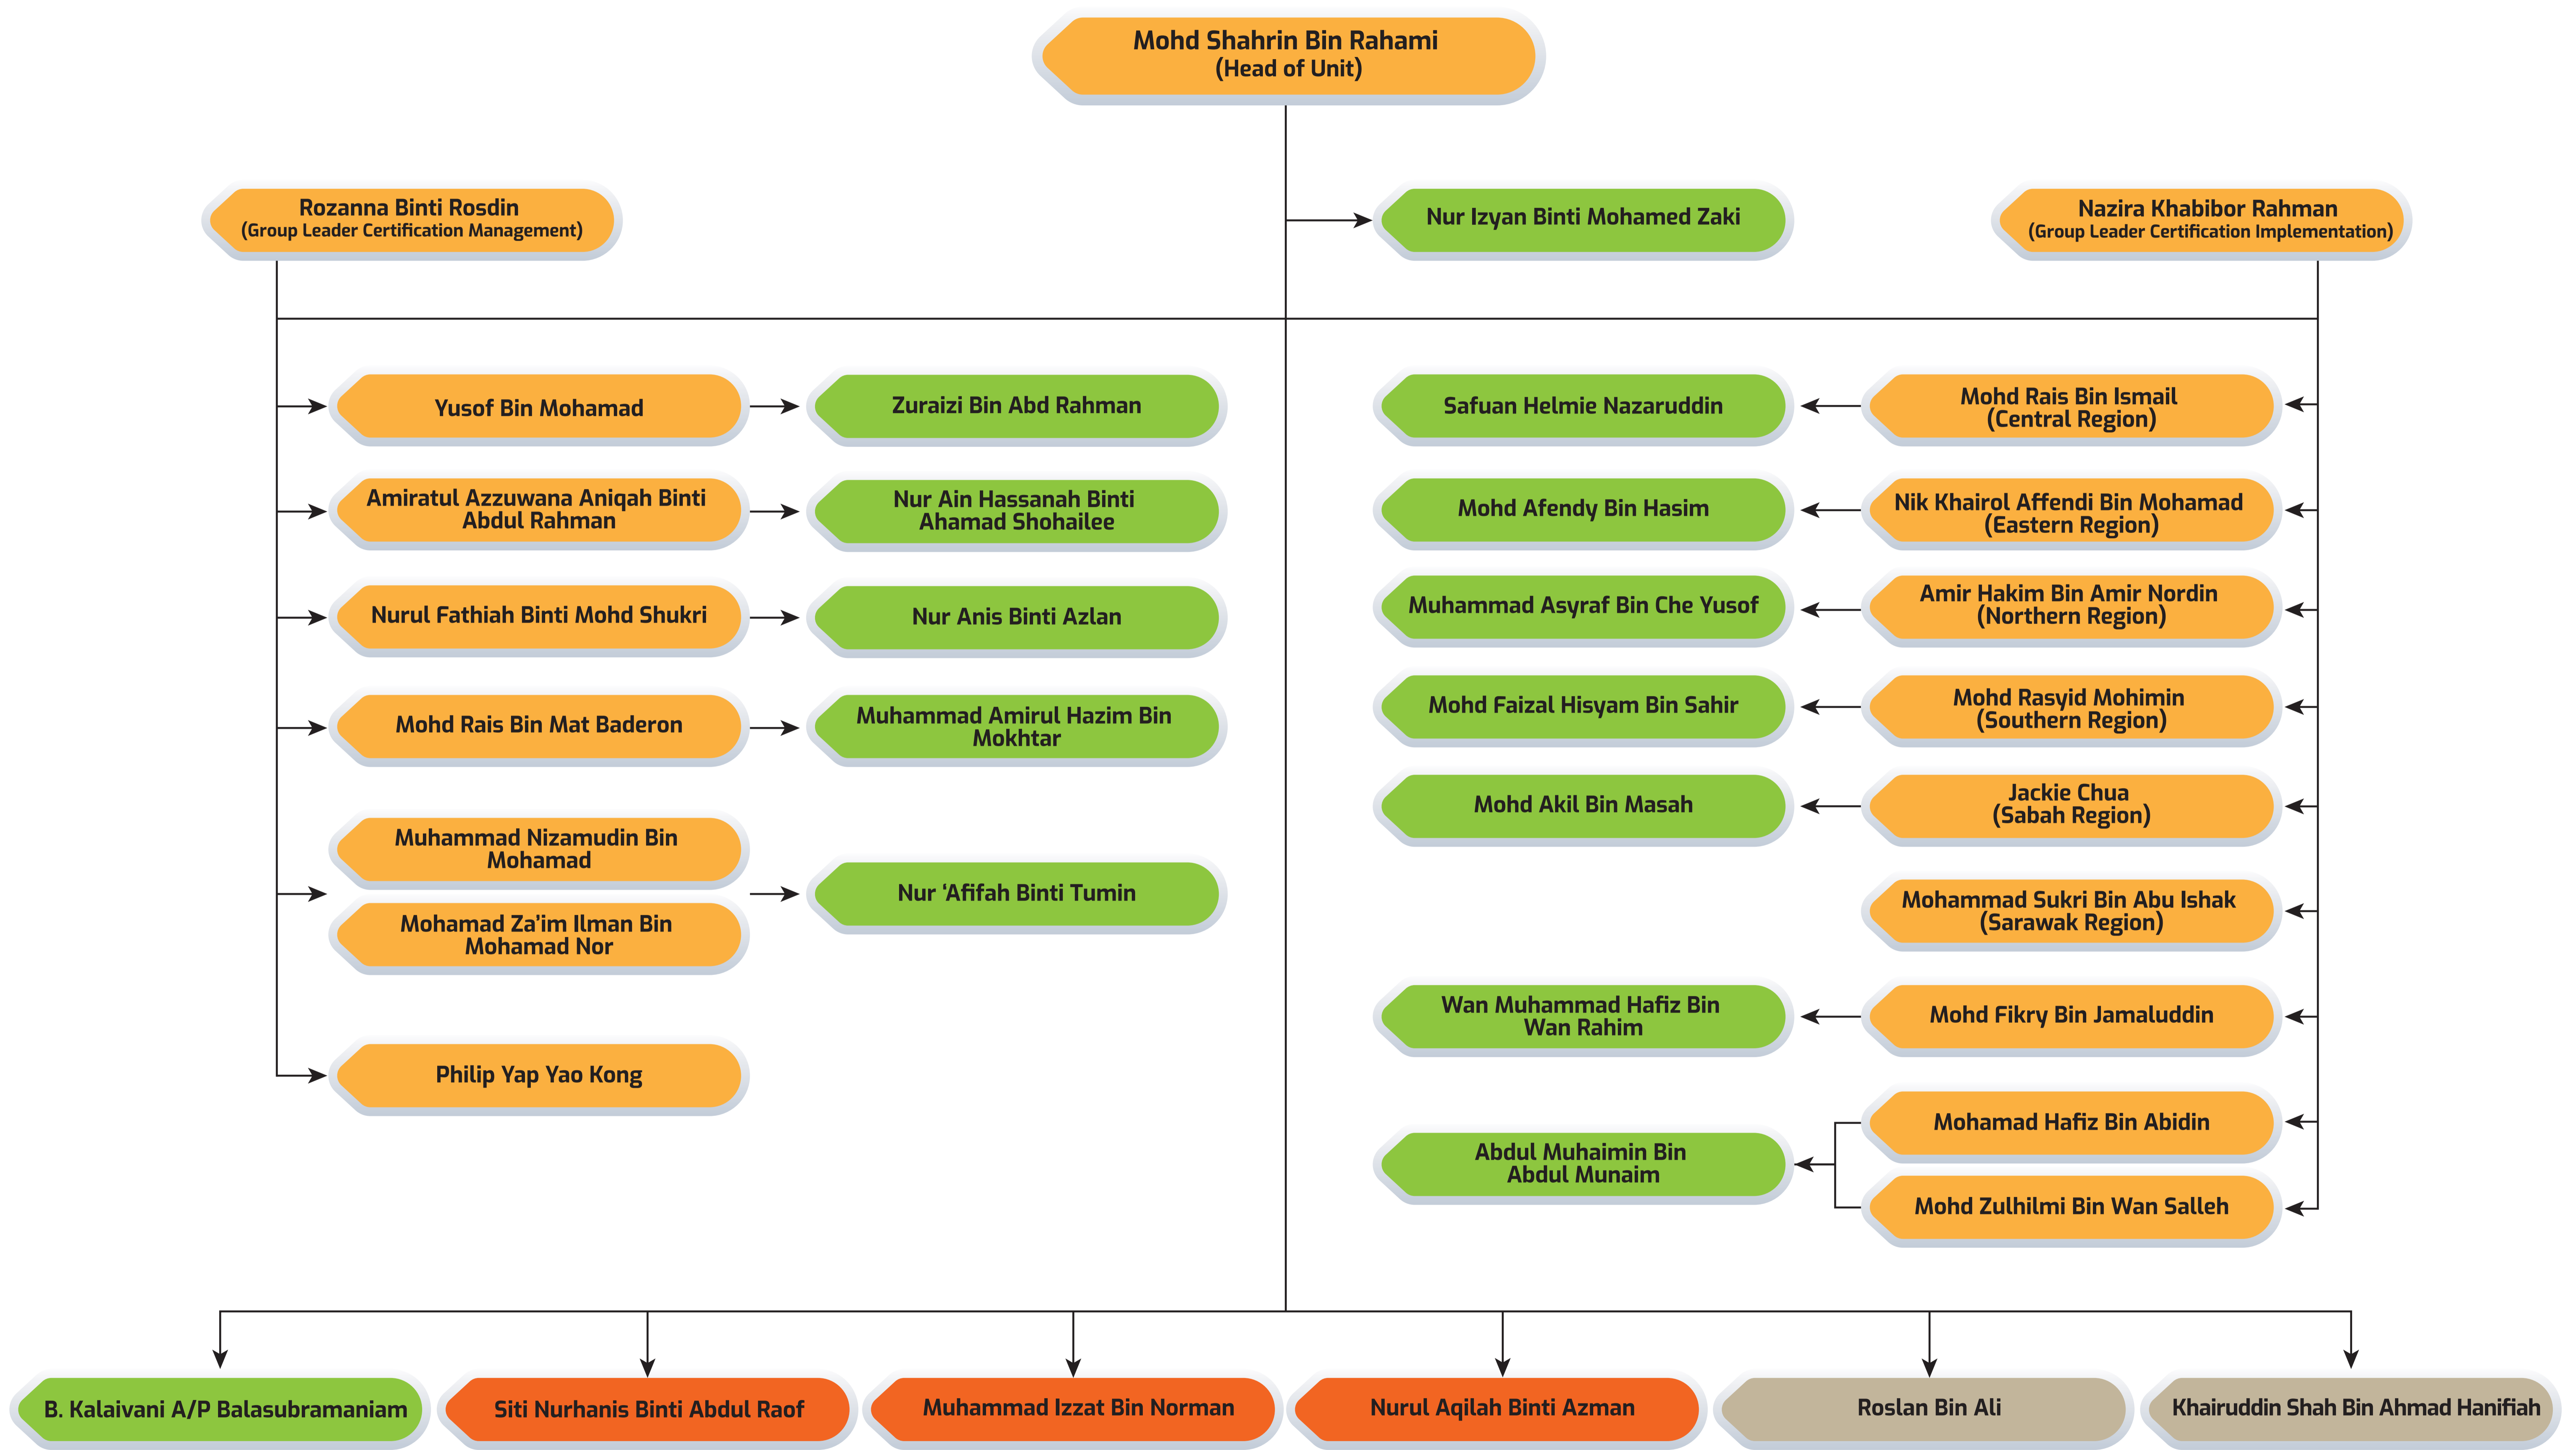 Mohd Shahrin Bin Rahami
(Head of Unit)
Rozanna Binti Rosdin
(Group Leader Certification Management)
Nur Izyan Binti Mohamed Zaki
Nazira Khabibor Rahman
(Group Leader Certification Implementation)
Yusof Bin Mohamad
Zuraizi Bin Abd Rahman
Amiratul Azzuwana Aniqah Binti
Abdul Rahman
Nur Ain Hassanah Binti
Ahamad Shohailee
Nurul Fathiah Binti Mohd Shukri
Nur Anis Binti Azlan
Mohd Rais Bin Mat Baderon
Muhammad Amirul Hazim Bin
Mokhtar
Muhammad Nizamudin Bin
Mohamad
Mohamad Za’im Ilman Bin
Mohamad Nor
Nur ‘Afifah Binti Tumin
Philip Yap Yao Kong
Safuan Helmie Nazaruddin
Mohd Rais Bin Ismail
(Central Region)
Mohd Afendy Bin Hasim
Nik Khairol Affendi Bin Mohamad
(Eastern Region)
Muhammad Asyraf Bin Che Yusof
Amir Hakim Bin Amir Nordin
(Northern Region)
Mohd Faizal Hisyam Bin Sahir
Mohd Rasyid Mohimin
(Southern Region)
Mohd Akil Bin Masah
Jackie Chua
(Sabah Region)
Mohammad Sukri Bin Abu Ishak
(Sarawak Region)
Wan Muhammad Hafiz Bin
Wan Rahim
Mohd Fikry Bin Jamaluddin
Abdul Muhaimin Bin
Abdul Munaim
Mohamad Hafiz Bin Abidin
Mohd Zulhilmi Bin Wan Salleh
B. Kalaivani A/P Balasubramaniam
Siti Nurhanis Binti Abdul Raof
Muhammad Izzat Bin Norman
Nurul Aqilah Binti Azman
Roslan Bin Ali
Khairuddin Shah Bin Ahmad Hanifiah